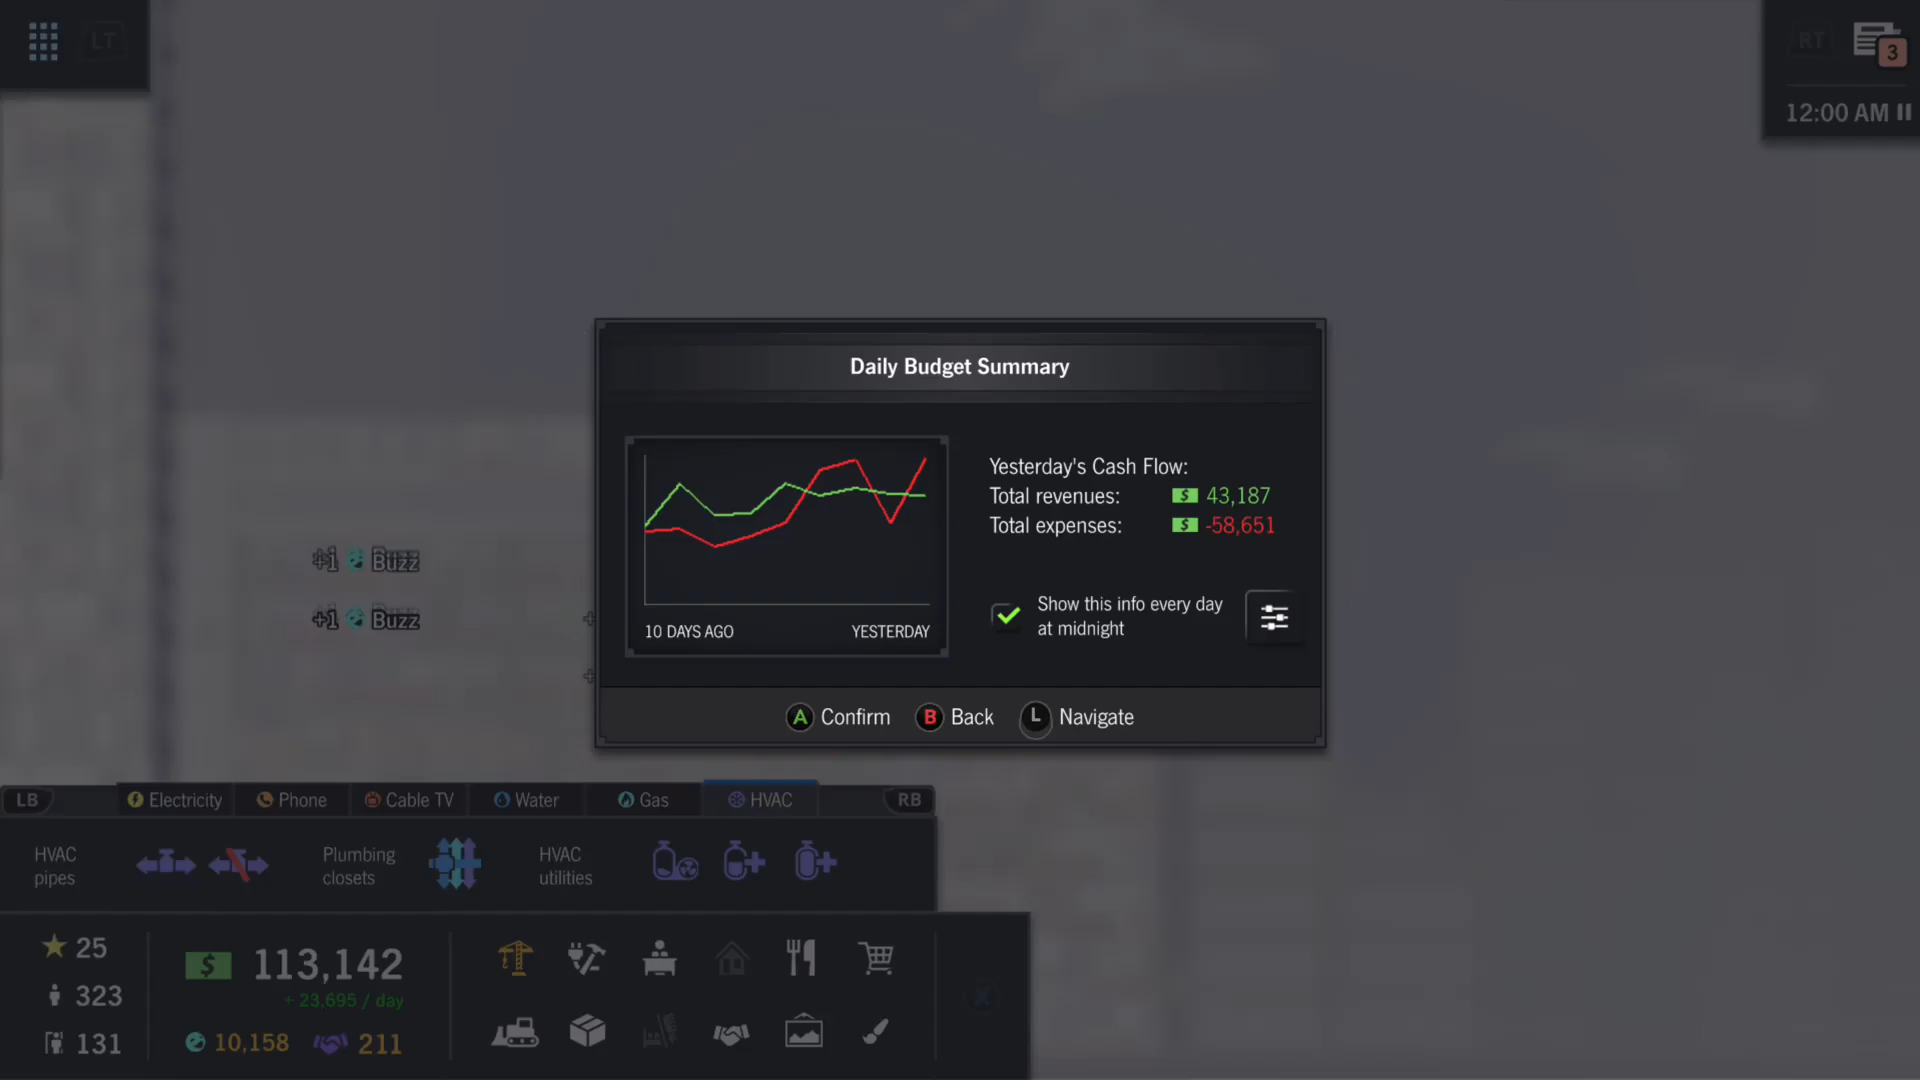 LT
RT
3
12:00 AM
Daily Budget Summary
Yesterday's Cash Flow:
Total revenues: $ 43,187
Total expenses: $ -58,651
Show this info every day
at midnight
10 DAYS AGO
YESTERDAY
A Confirm B Back L Navigate
+1 Buzz
+1 Buzz
LB Electricity Phone Cable TV Water Gas HVAC RB
HVAC
pipes
Plumbing
closets
HVAC
utilities
25
323
131
$ 113,142
+ 23,695 / day
10,158 211
X